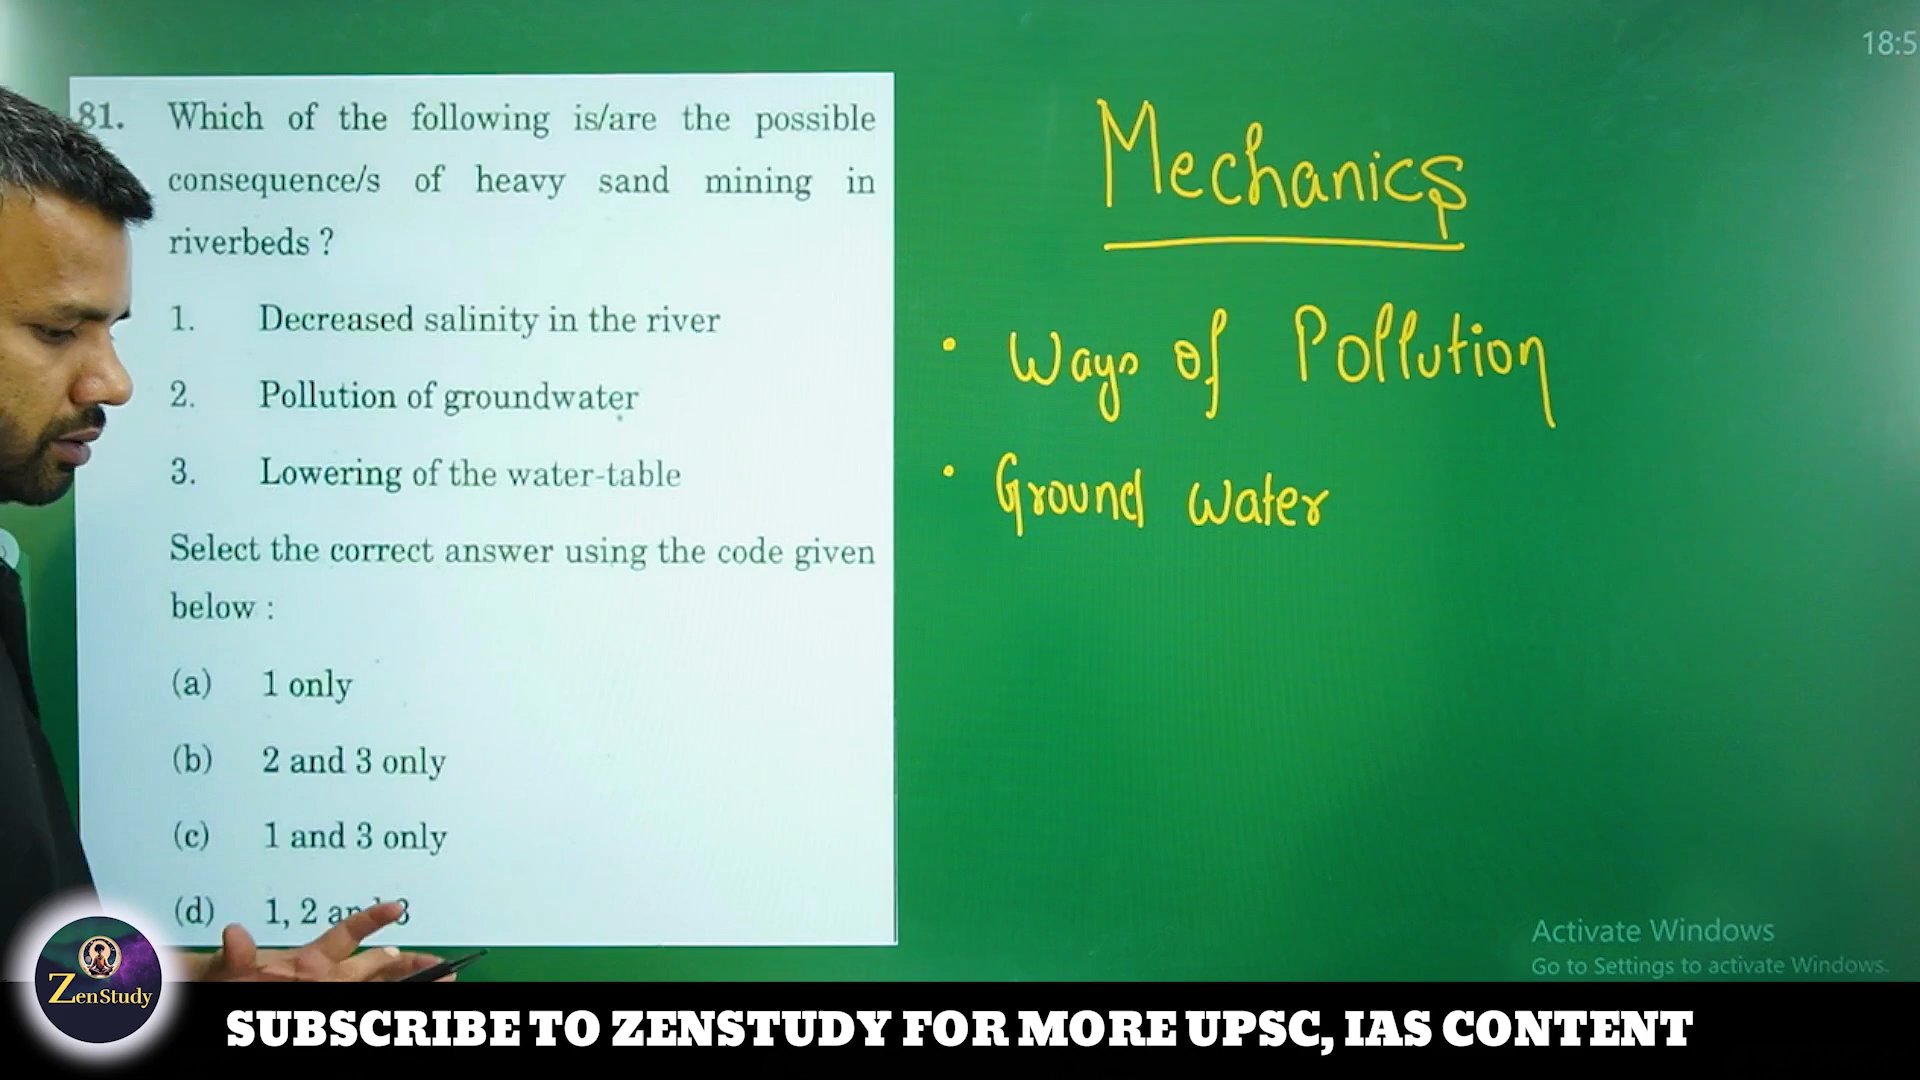 18:5
81. Which of the following is/are the possible
consequence/s of heavy sand mining in
riverbeds ?
1. Decreased salinity in the river
2. Pollution of groundwater
3. Lowering of the water-table
Select the correct answer using the code given
below :
(a) 1 only
(b) 2 and 3 only
(c) 1 and 3 only
(d) 1, 2 and 3
Mechanics
• Ways of Pollution
• Ground water
Activate Windows
Go to Settings to activate Windows.
ZenStudy
SUBSCRIBE TO ZENSTUDY FOR MORE UPSC, IAS CONTENT